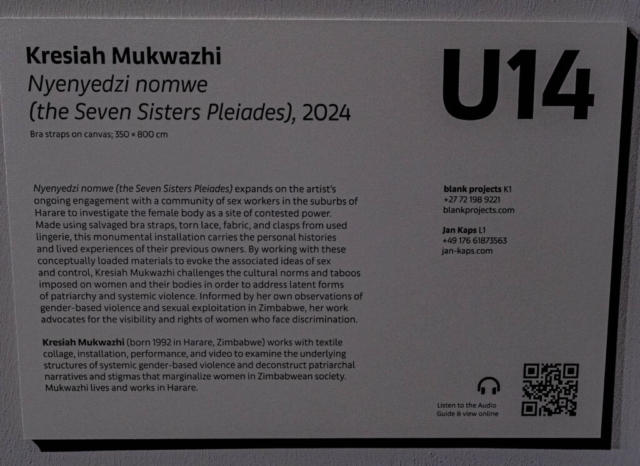 Kresiah Mukwazhi
Nyenyedzi nomwe
(the Seven Sisters Pleiades), 2024
Bra straps on canvas; 350 × 800 cm
U14
Nyenyedzi nomwe (the Seven Sisters Pleiades) expands on the artist's
ongoing engagement with a community of sex workers in the suburbs of
Harare to investigate the female body as a site of contested power.
Made using salvaged bra straps, torn lace, fabric, and clasps from used
lingerie, this monumental installation carries the personal histories
and lived experiences of their previous owners. By working with these
conceptually loaded materials to evoke the associated ideas of sex
and control, Kresiah Mukwazhi challenges the cultural norms and taboos
imposed on women and their bodies in order to address latent forms
of patriarchy and systemic violence. Informed by her own observations of
gender-based violence and sexual exploitation in Zimbabwe, her work
advocates for the visibility and rights of women who face discrimination.
Kresiah Mukwazhi (born 1992 in Harare, Zimbabwe) works with textile
collage, installation, performance, and video to examine the underlying
structures of systemic gender-based violence and deconstruct patriarchal
narratives and stigmas that marginalize women in Zimbabwean society.
Mukwazhi lives and works in Harare.
blank projects K1
+27 72 198 9221
blankprojects.com
Jan Kaps L1
+49 176 61873563
jan-kaps.com
Listen to the Audio
Guide & view online